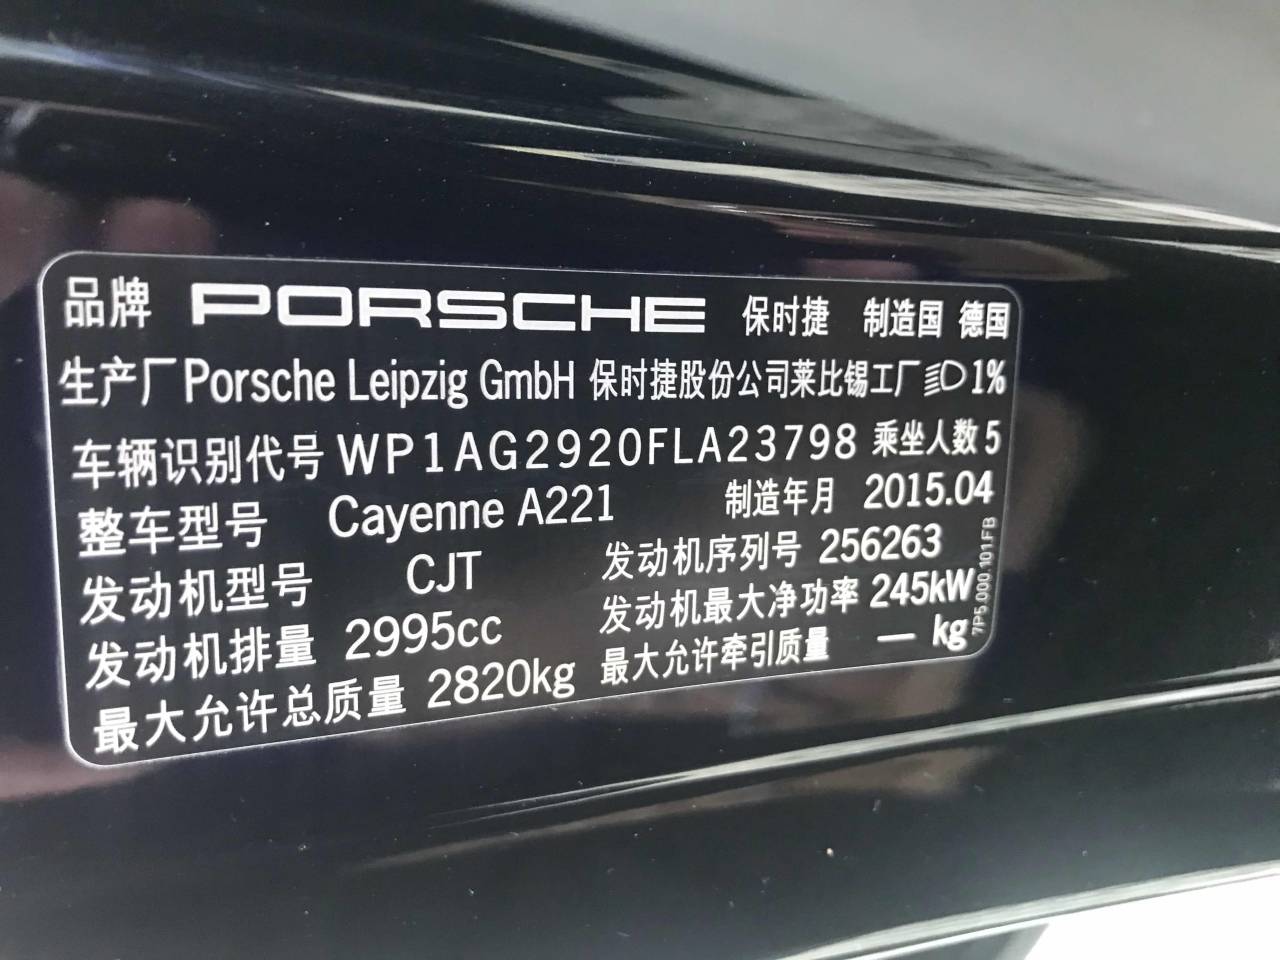 品牌 PORSCHE 保时捷 制造国 德国
生产厂 Porsche Leipzig GmbH 保时捷股份公司莱比锡工厂 1%
车辆识别代号 WP1AG2920FLA23798 乘坐人数 5
整车型号 Cayenne A221 制造年月 2015.04
发动机型号 CJT 发动机序列号 256263
发动机排量 2995cc 发动机最大净功率 245kW
最大允许总质量 2820kg 最大允许牵引质量 — kg
7P5.000.101.FB